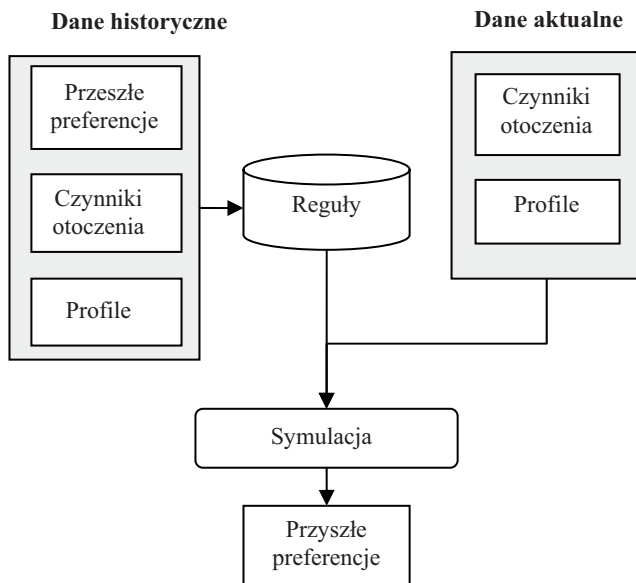 Dane historyczne
Dane aktualne
Przeszłe
preferencje
Czynniki
otoczenia
Profile
Reguły
Czynniki
otoczenia
Profile
Symulacja
Przyszłe
preferencje